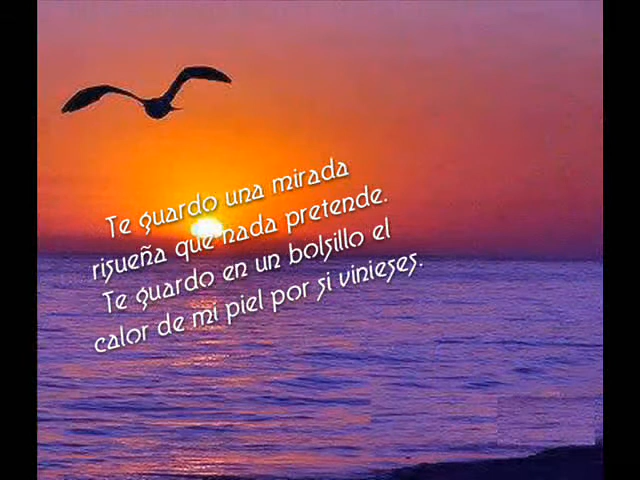 Te guardo una mirada
risueña que nada pretende.
Te guardo en un bolsillo el
calor de mi piel por si vinieses.